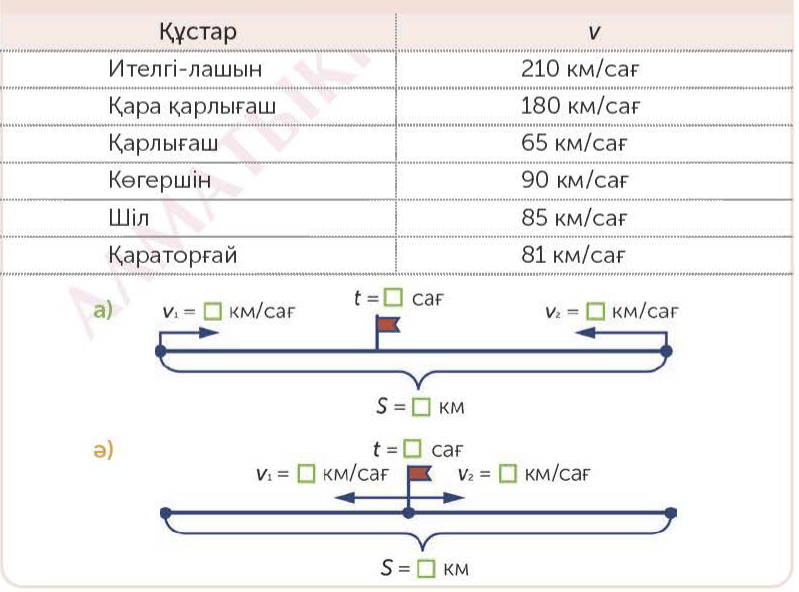 Құстар v
Ителгі-лашын 210 км/сағ
Қара қарлығаш 180 км/сағ
Қарлығаш 65 км/сағ
Көгершін 90 км/сағ
Шіл 85 км/сағ
Қараторғай 81 км/сағ
а) v₁ = □ км/сағ t = □ сағ v₂ = □ км/сағ
S = □ км
ә) t = □ сағ
v₁ = □ км/сағ v₂ = □ км/сағ
S = □ км